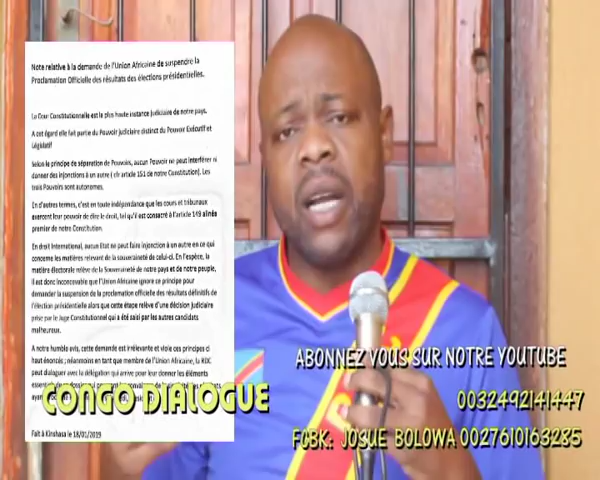 Note relative à la demande de l'Union Africaine de suspendre la
Proclamation Officielle des résultats des élections présidentielles.
La Cour Constitutionnelle est le plus haute instance judiciaire de notre pays.
A cet égard elle fait partie du Pouvoir judiciaire distinct du Pouvoir Exécutif et
Législatif
Selon le principe de séparation de Pouvoirs, aucun Pouvoir ne peut interférer ni
donner des injonctions à un autre ( cfr article 151 de notre Constitution). Les
trois Pouvoirs sont autonomes.
En d'autres termes, c'est en toute indépendance que les cours et tribunaux
exercent leur pouvoir de dire le droit, tel qu'il est consacré à l'article 149 alinéa
premier de notre Constitution.
En droit International, aucun Etat ne peut faire injonction à un autre en ce qui
concerne les matières relevant de la souveraineté de celui-ci. En l'espèce, la
matière électorale relève de la Souveraineté de notre pays et de notre peuple,
il est donc inconcevable que l'Union Africaine ignore ce principe pour
demander la suspension de la proclamation officielle des résultats définitifs de
l'élection présidentielle alors que cette étape relève d'une décision judiciaire
prise par le Juge Constitutionnel qui a été saisi par les autres candidats
malheureux.
A notre humble avis, cette demande est irrélevante et viole ces principes ci
haut énoncés ; néanmoins en tant que membre de l'Union Africaine, la RDC
peut dialoguer avec la délégation qui arrive pour leur donner les éléments
Fait à Kinshasa le 18/01/2019
CONGO DIALOGUE
ABONNEZ VOUS SUR NOTRE YOUTUBE
0032492141447
FCBK: JOSUE BOLOWA 0027610163285